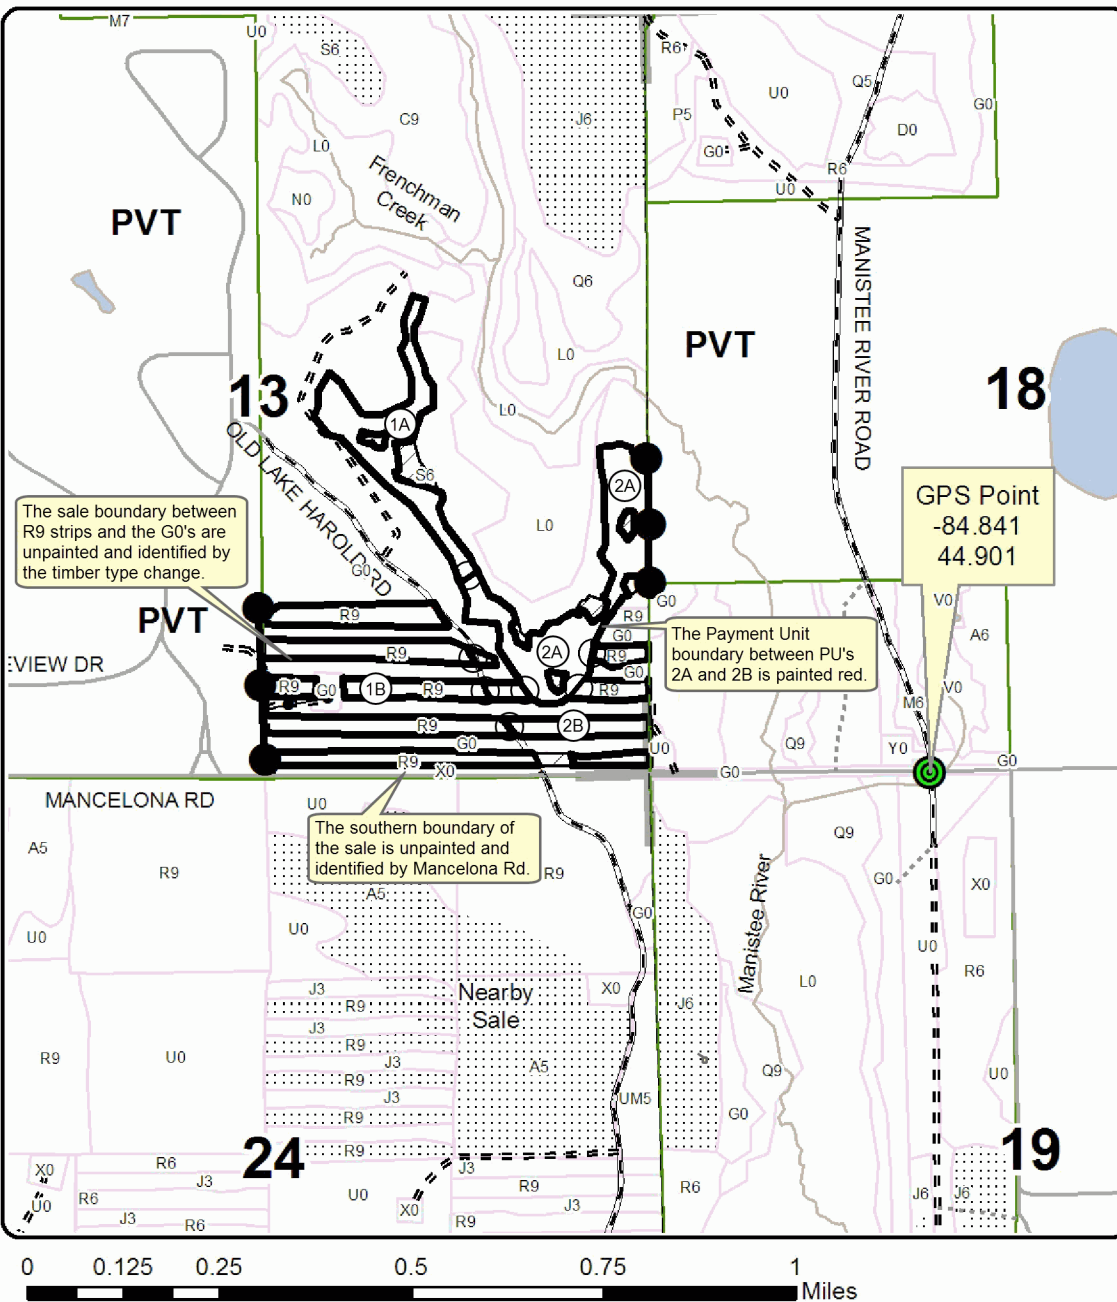 M7
U0
S6
R6
U0
Q5
G0
C9
J6
P5
D0
L0
G0
R6
U0
Frenchman
Creek
N0
PVT
Q6
MANISTEE RIVER ROAD
PVT
L0
13
18
L0
1A
OLD LAKE HAROLD RD
S6
2A
L0
GPS Point
-84.841
44.901
The sale boundary between
R9 strips and the G0's are
unpainted and identified by
the timber type change.
G0
V0
G0
PVT
R9
R9
G0
A6
The Payment Unit
boundary between PU's
2A and 2B is painted red.
EVIEW DR
R9
2A
R9
G0
R9
G0
1B
R9
R9
V0
M6
R9
2B
G0
U0
Q9
Y0
R9
X0
G0
G0
MANCELONA RD
U0
The southern boundary of
the sale is unpainted and
identified by Mancelona Rd.
Q9
A5
R9
R9
G0
X0
A5
Manistee River
U0
U0
G0
U0
R6
L0
Nearby
Sale
J3
X0
J6
R9
J3
R9
J3
R9
U0
A5
Q9
U0
R9
J3
UM5
R9
G0
24
19
R9
X0
R6
J3
J3
U0
R6
U0
R9
R6
J6
J6
X0
J3
J3
R6
R9
0
0.125
0.25
0.5
0.75
1
Miles